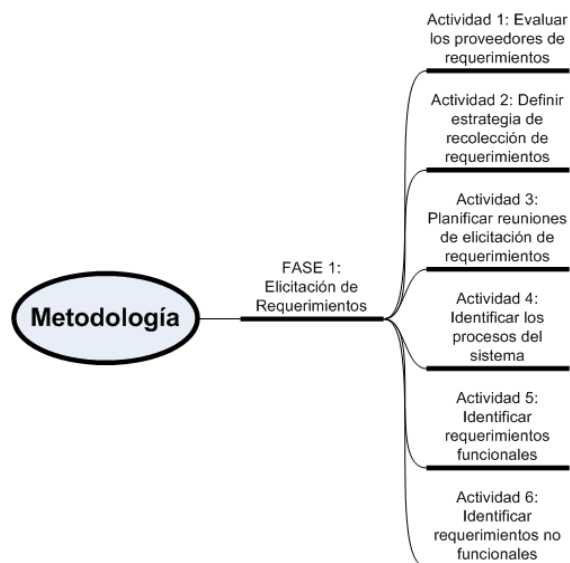 Metodología
FASE 1:
Elicitación de
Requerimientos
Actividad 1: Evaluar
los proveedores de
requerimientos
Actividad 2: Definir
estrategia de
recolección de
requerimientos
Actividad 3:
Planificar reuniones
de elicitación de
requerimientos
Actividad 4:
Identificar los
procesos del
sistema
Actividad 5:
Identificar
requerimientos
funcionales
Actividad 6:
Identificar
requerimientos no
funcionales